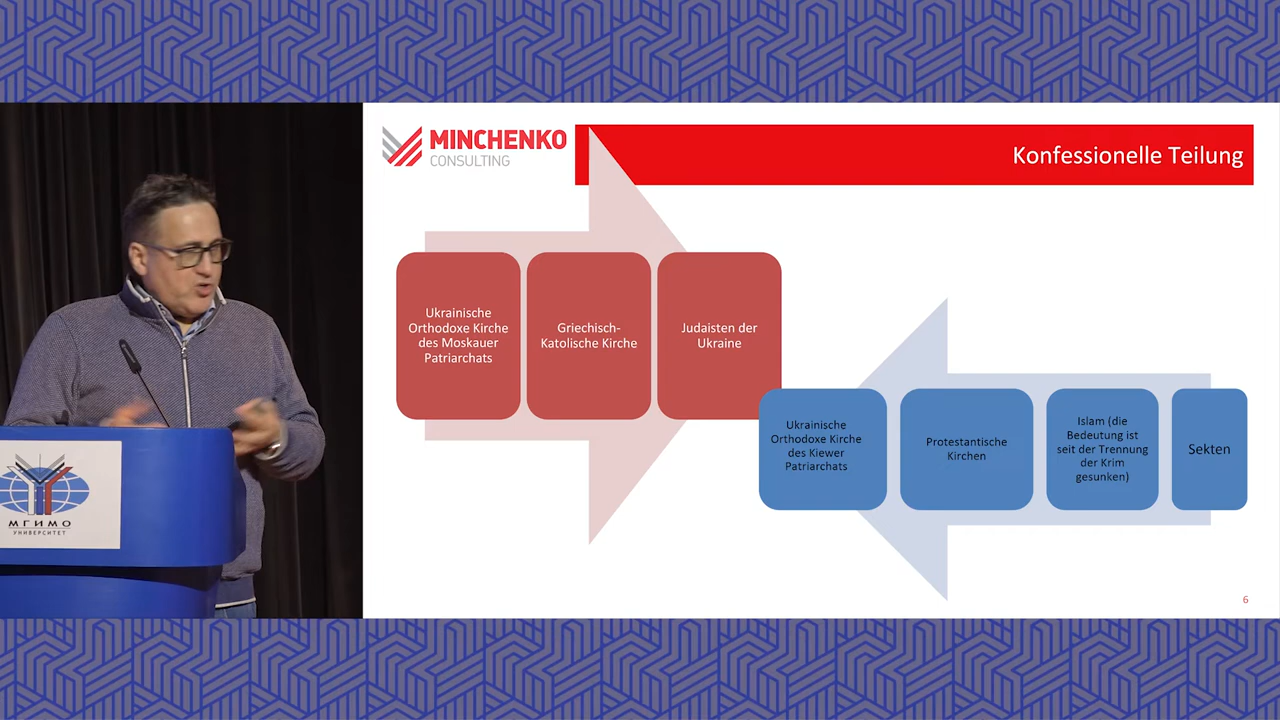 MINCHENKO
CONSULTING
Konfessionelle Teilung
Ukrainische
Orthodoxe Kirche
des Moskauer
Patriarchats
Griechisch-
Katolische Kirche
Judaisten der
Ukraine
Ukrainische
Orthodoxe Kirche
des Kiewer
Patriarchats
Protestantische
Kirchen
Islam (die
Bedeutung ist
seit der Trennung
der Krim
gesunken)
Sekten
6
МГИМО
УНИВЕРСИТЕТ